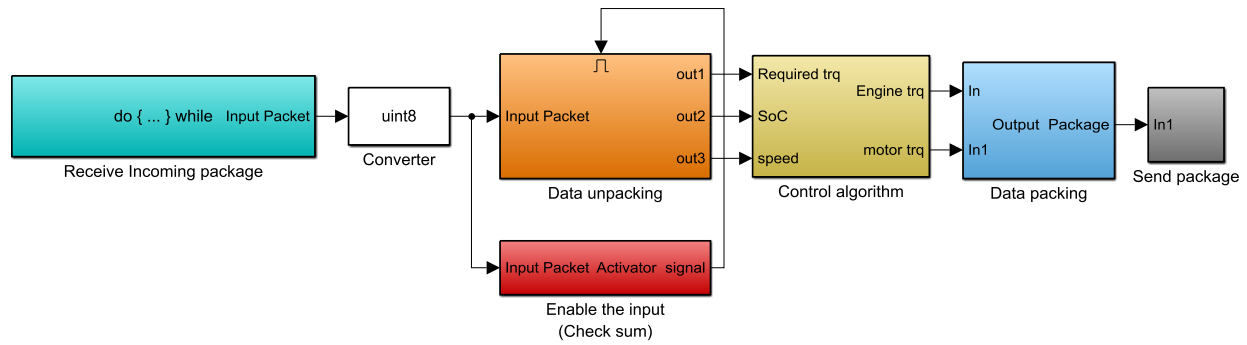 do { ... } while Input Packet
Receive Incoming package
uint8
Converter
Input Packet
out1
out2
out3
Data unpacking
Input Packet Activator signal
Enable the input
(Check sum)
Required trq
SoC
speed
Engine trq
motor trq
Control algorithm
In
In1
Output Package
Data packing
In1
Send package